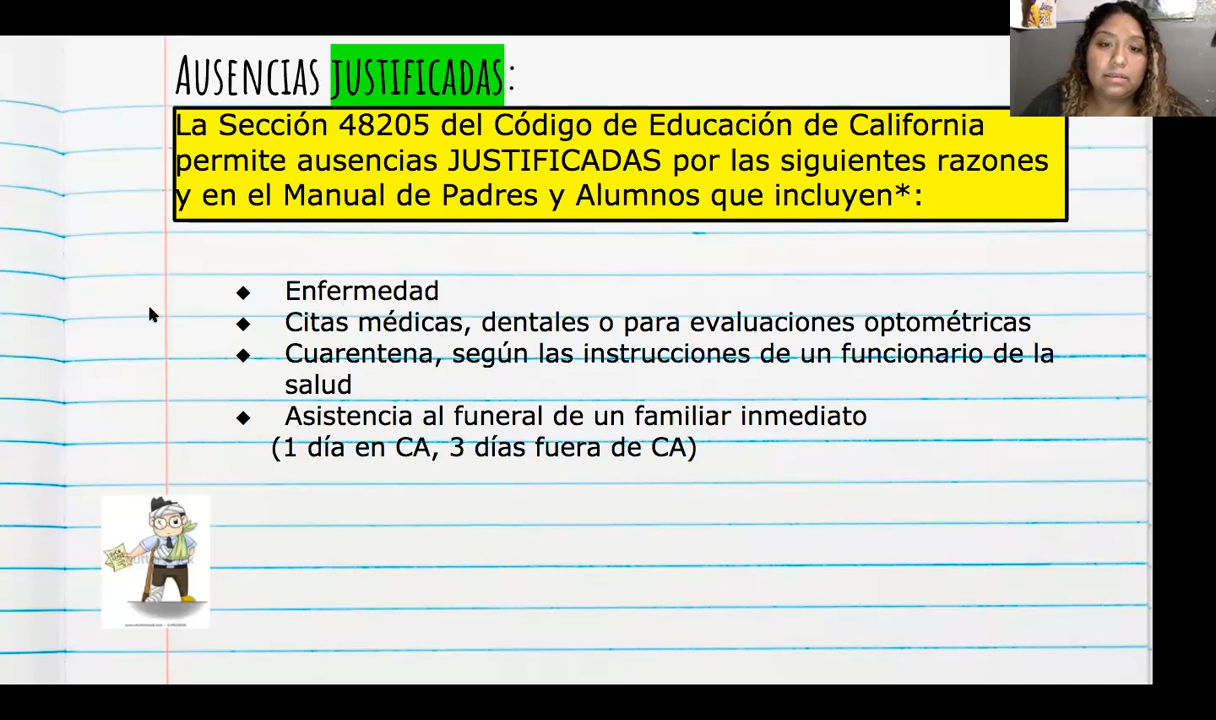 Ausencias justificadas:
La Sección 48205 del Código de Educación de California
permite ausencias JUSTIFICADAS por las siguientes razones
y en el Manual de Padres y Alumnos que incluyen*:
◆ Enfermedad
◆ Citas médicas, dentales o para evaluaciones optométricas
◆ Cuarentena, según las instrucciones de un funcionario de la
salud
◆ Asistencia al funeral de un familiar inmediato
(1 día en CA, 3 días fuera de CA)